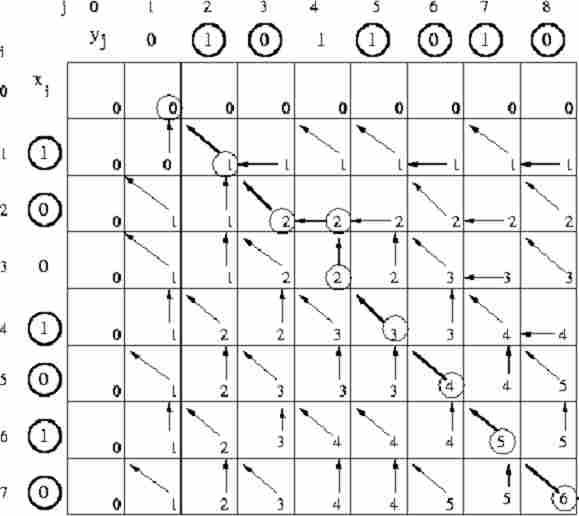 j 0 1 2 3 4 5 6 7 8
i yj 0 1 0 1 1 0 1 0
0 xi 0 0 0 0 0 0 0 0 0
1 1 0 0 1 1 1 1 1 1 1
2 0 0 1 1 2 2 2 2 2 2
3 0 0 1 1 2 2 2 3 3 3
4 1 0 1 2 2 3 3 3 4 4
5 0 0 1 2 3 3 3 4 4 5
6 1 0 1 2 3 4 4 4 5 5
7 0 0 1 2 3 4 4 5 5 6